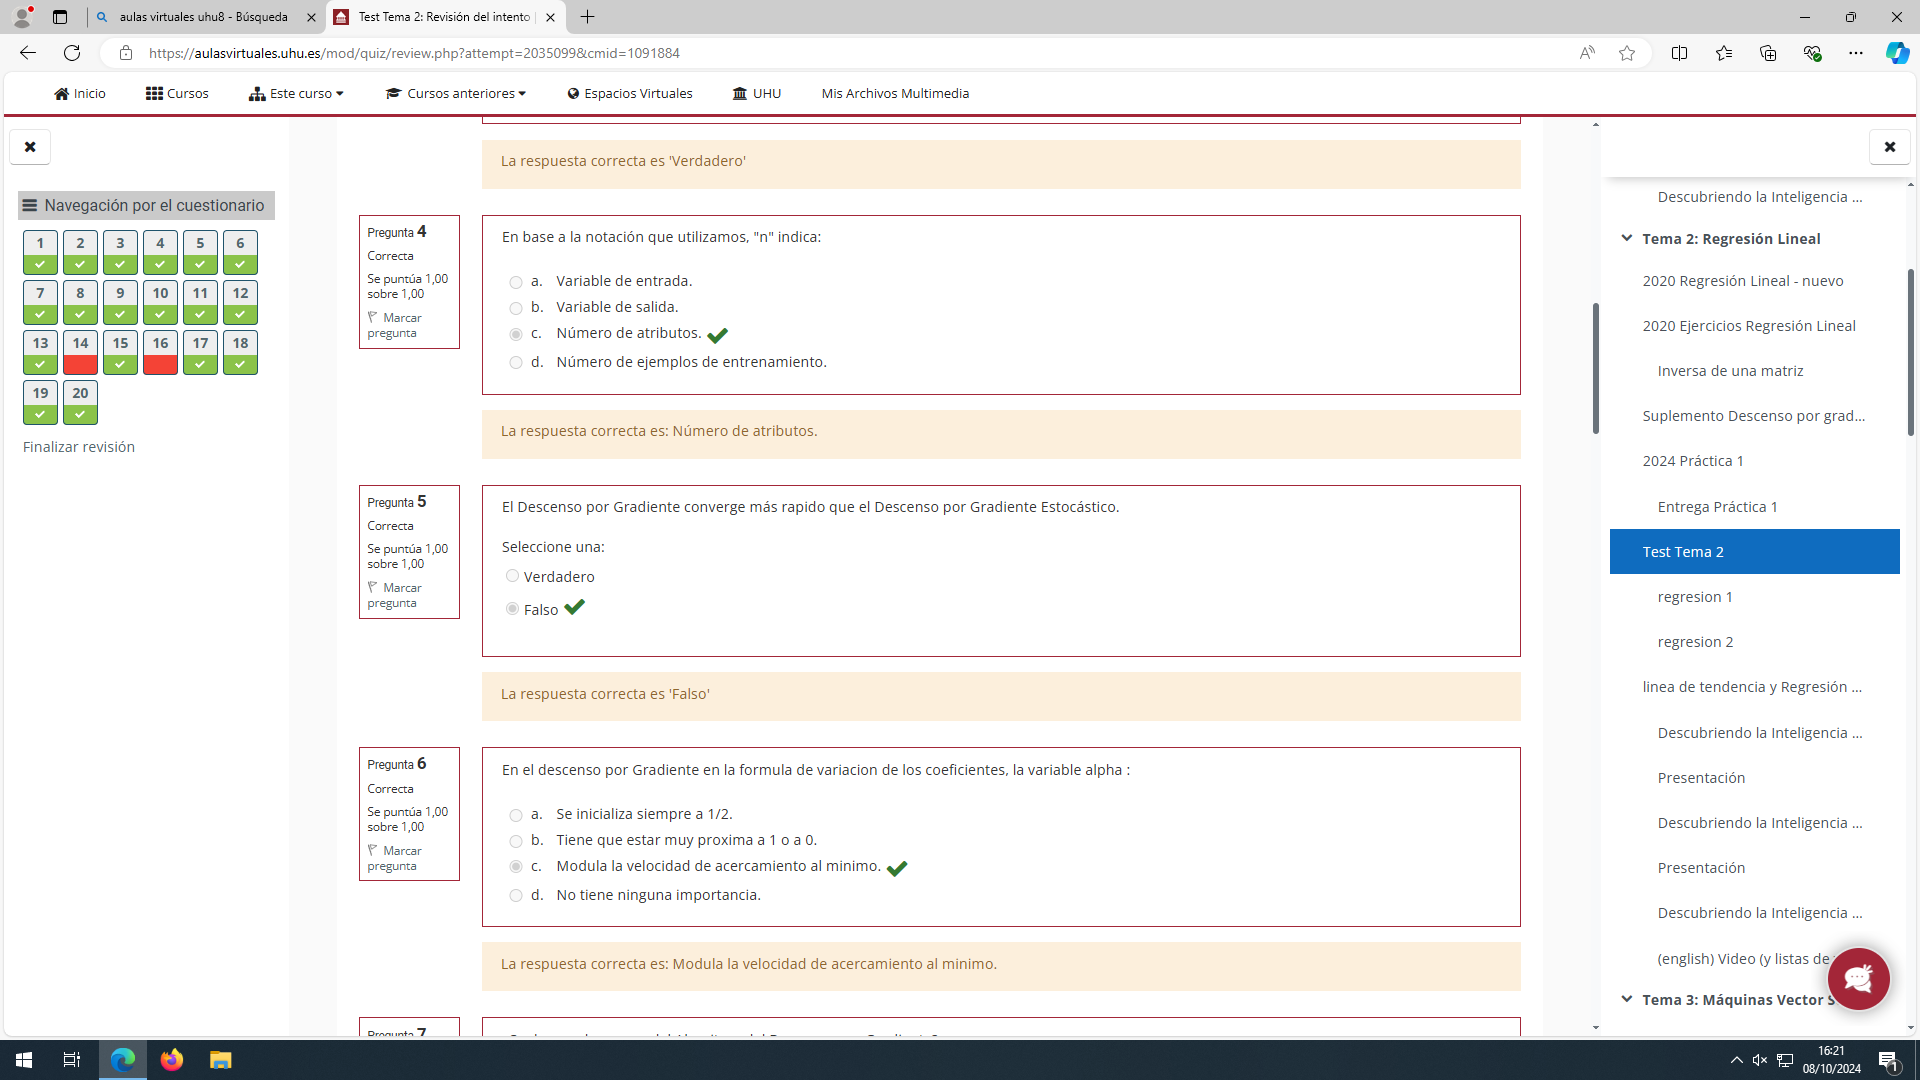 aulas virtuales uhu8 - Búsqueda
Test Tema 2: Revisión del intento
https://aulasvirtuales.uhu.es/mod/quiz/review.php?attempt=2035099&cmid=1091884
Inicio
Cursos
Este curso
Cursos anteriores
Espacios Virtuales
UHU
Mis Archivos Multimedia
Navegación por el cuestionario
1 2 3 4 5 6
7 8 9 10 11 12
13 14 15 16 17 18
19 20
Finalizar revisión
La respuesta correcta es 'Verdadero'
Pregunta 4
Correcta
Se puntúa 1,00
sobre 1,00
Marcar
pregunta
En base a la notación que utilizamos, "n" indica:
a. Variable de entrada.
b. Variable de salida.
c. Número de atributos.
d. Número de ejemplos de entrenamiento.
La respuesta correcta es: Número de atributos.
Pregunta 5
Correcta
Se puntúa 1,00
sobre 1,00
Marcar
pregunta
El Descenso por Gradiente converge más rapido que el Descenso por Gradiente Estocástico.
Seleccione una:
Verdadero
Falso
La respuesta correcta es 'Falso'
Pregunta 6
Correcta
Se puntúa 1,00
sobre 1,00
Marcar
pregunta
En el descenso por Gradiente en la formula de variacion de los coeficientes, la variable alpha :
a. Se inicializa siempre a 1/2.
b. Tiene que estar muy proxima a 1 o a 0.
c. Modula la velocidad de acercamiento al minimo.
d. No tiene ninguna importancia.
La respuesta correcta es: Modula la velocidad de acercamiento al minimo.
Pregunta 7
Descubriendo la Inteligencia ...
Tema 2: Regresión Lineal
2020 Regresión Lineal - nuevo
2020 Ejercicios Regresión Lineal
Inversa de una matriz
Suplemento Descenso por grad...
2024 Práctica 1
Entrega Práctica 1
Test Tema 2
regresion 1
regresion 2
linea de tendencia y Regresión ...
Descubriendo la Inteligencia ...
Presentación
Descubriendo la Inteligencia ...
Presentación
Descubriendo la Inteligencia ...
(english) Video (y listas de
Tema 3: Máquinas Vector S
16:21
08/10/2024
1